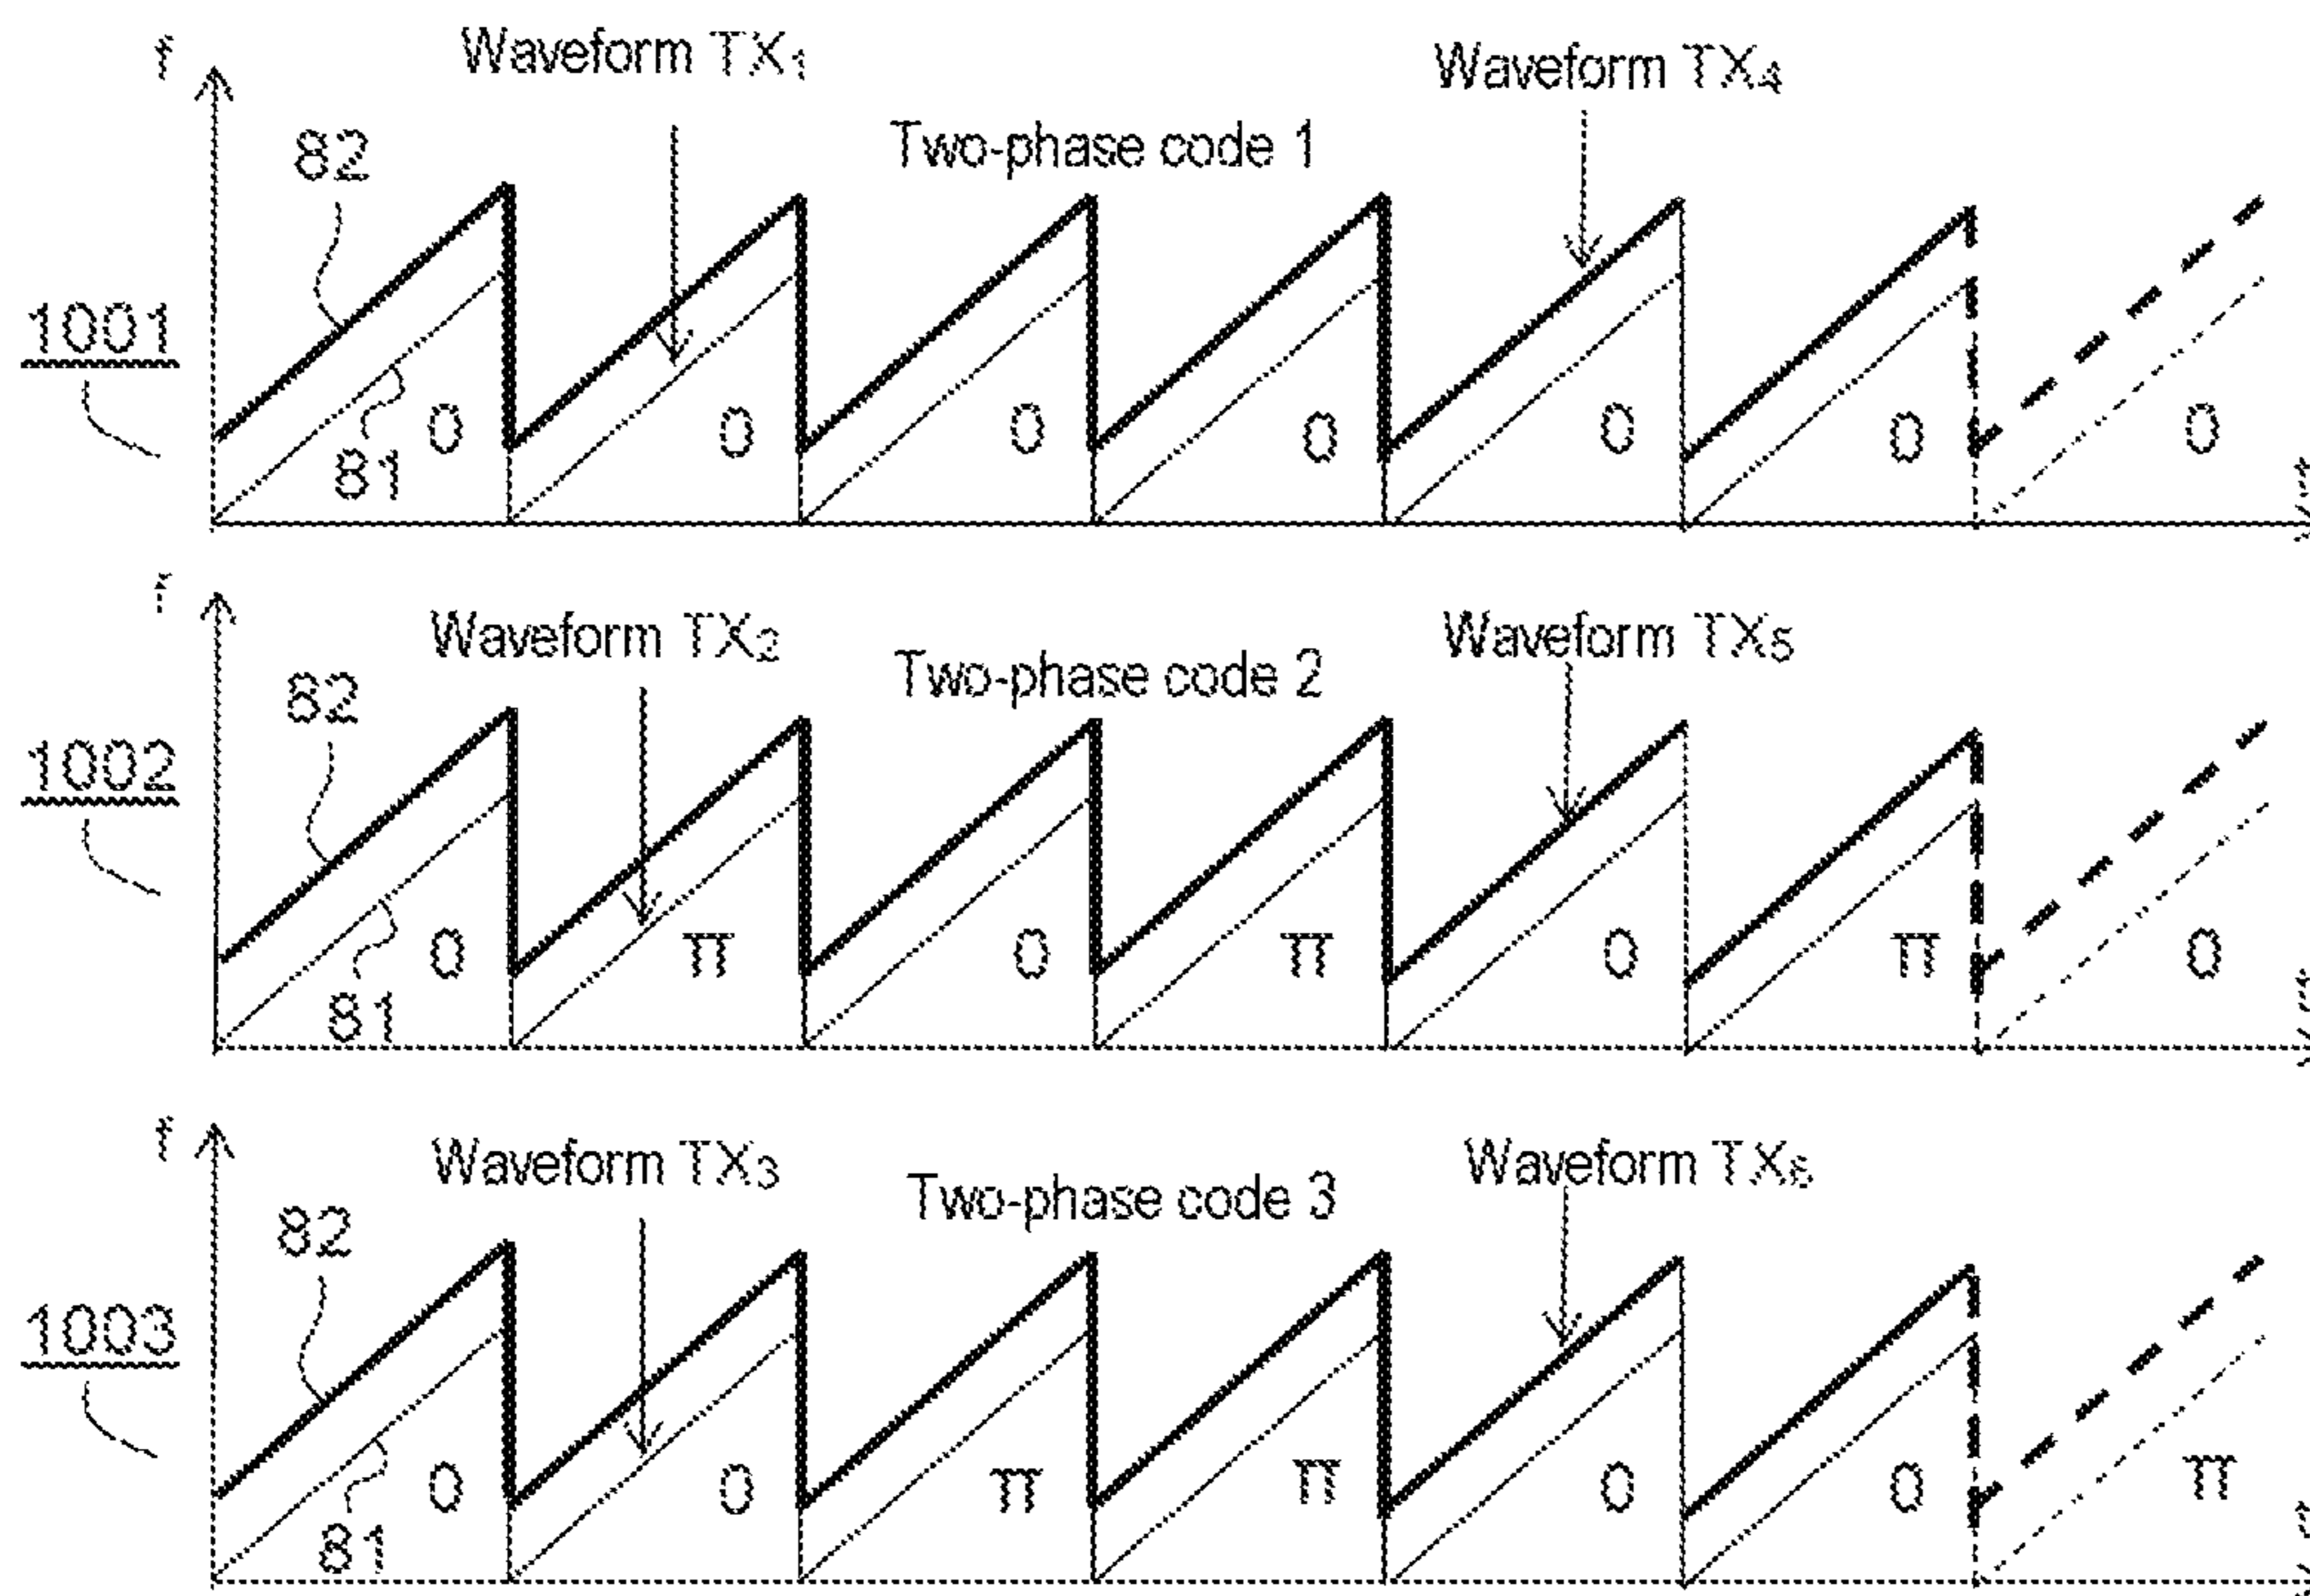 f Waveform TX₁ Waveform TX₄
82 Two-phase code 1
1001
81 0 0 0 0 0 0 0
t
f Waveform TX₂ Waveform TX₅
82 Two-phase code 2
1002
81 0 π 0 π 0 π 0
t
f Waveform TX₃ Waveform TX₆
82 Two-phase code 3
1003
81 0 0 π π 0 0 π
t